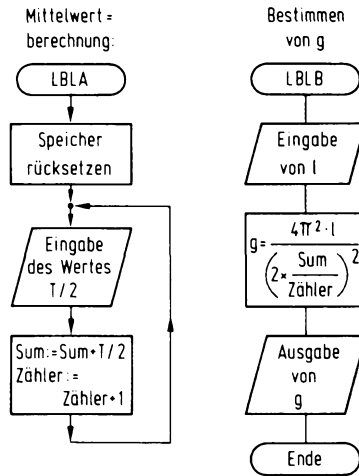 Mittelwert=
berechnung:
LBLA
Speicher
rücksetzen
Eingabe
des Wertes
T/2
Sum:=Sum+T/2
Zähler:=
Zähler+1
Bestimmen
von g
LBLB
Eingabe
von l
g= 4π²·l
(2× Sum
Zähler)²
Ausgabe
von
g
Ende